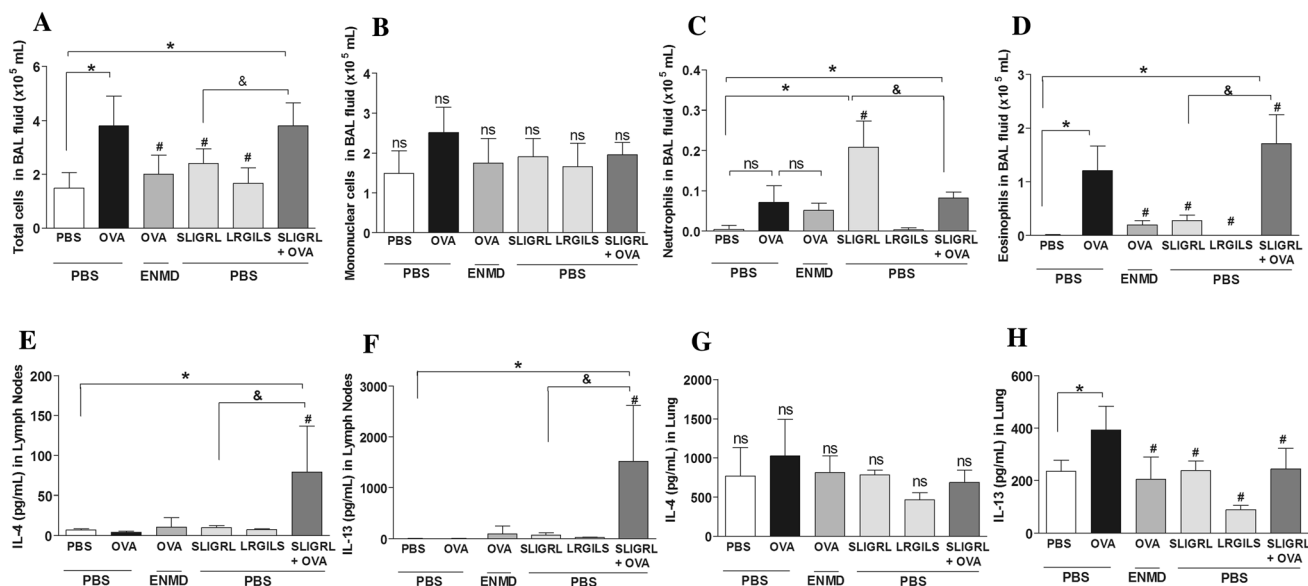 A
Total cells in BAL fluid (x10⁵ mL)
6
4
2
0
*
*
&
#
#
#
PBS OVA OVA SLIGRL LRGILS SLIGRL
+ OVA
PBS ENMD PBS
B
Mononuclear cells in BAL fluid (x10⁵ mL)
4
3
2
1
0
ns ns ns ns ns ns
PBS OVA OVA SLIGRL LRGILS SLIGRL
+ OVA
PBS ENMD PBS
C
Neutrophils in BAL fluid (x10⁵ mL)
0.4
0.3
0.2
0.1
0.0
*
*
&
#
ns ns
PBS OVA OVA SLIGRL LRGILS SLIGRL
+ OVA
PBS ENMD PBS
D
Eosinophils in BAL fluid (x10⁵ mL)
3
2
1
0
*
&
#
*
# # #
PBS OVA OVA SLIGRL LRGILS SLIGRL
+ OVA
PBS ENMD PBS
E
IL-4 (pg/mL) in Lymph Nodes
200
150
100
50
0
*
&
#
PBS OVA OVA SLIGRL LRGILS SLIGRL
+ OVA
PBS ENMD PBS
F
IL-13 (pg/mL) in Lymph Nodes
3000
2000
1000
0
*
&
#
PBS OVA OVA SLIGRL LRGILS SLIGRL
+ OVA
PBS ENMD PBS
G
IL-4 (pg/mL) in Lung
2000
1500
1000
500
0
ns ns ns ns ns ns
PBS OVA OVA SLIGRL LRGILS SLIGRL
+ OVA
PBS ENMD PBS
H
IL-13 (pg/mL) in Lung
600
400
200
0
*
# # # #
PBS OVA OVA SLIGRL LRGILS SLIGRL
+ OVA
PBS ENMD PBS